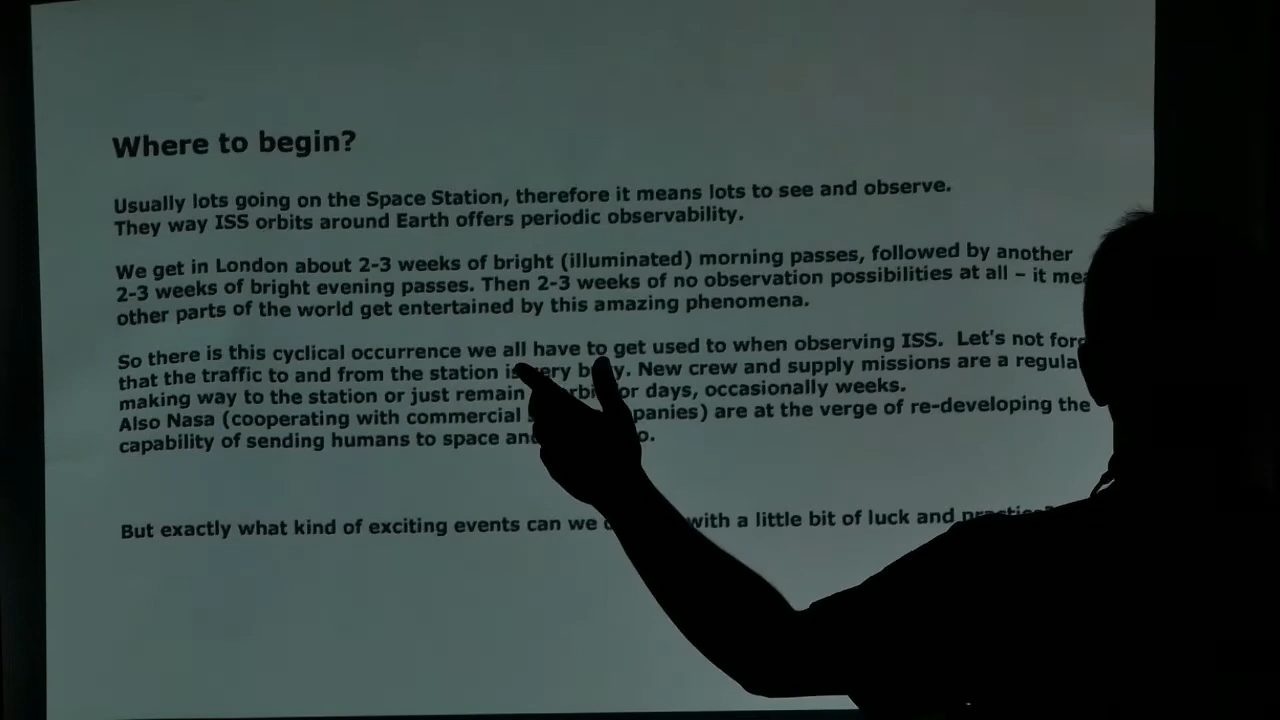 Where to begin?
Usually lots going on the Space Station, therefore it means lots to see and observe.
They way ISS orbits around Earth offers periodic observability.
We get in London about 2-3 weeks of bright (illuminated) morning passes, followed by another
2-3 weeks of bright evening passes. Then 2-3 weeks of no observation possibilities at all – it
other parts of the world get entertained by this amazing phenomena.
So there is this cyclical occurrence we all have to get used to when observing ISS. Let's not
that the traffic to and from the station is New crew and supply missions are a
making way to the station or just remain or days, occasionally weeks.
Also Nasa (cooperating with commercial are at the verge of re-developing the
capability of sending humans to space
But exactly what kind of exciting events can we with a little bit of luck and